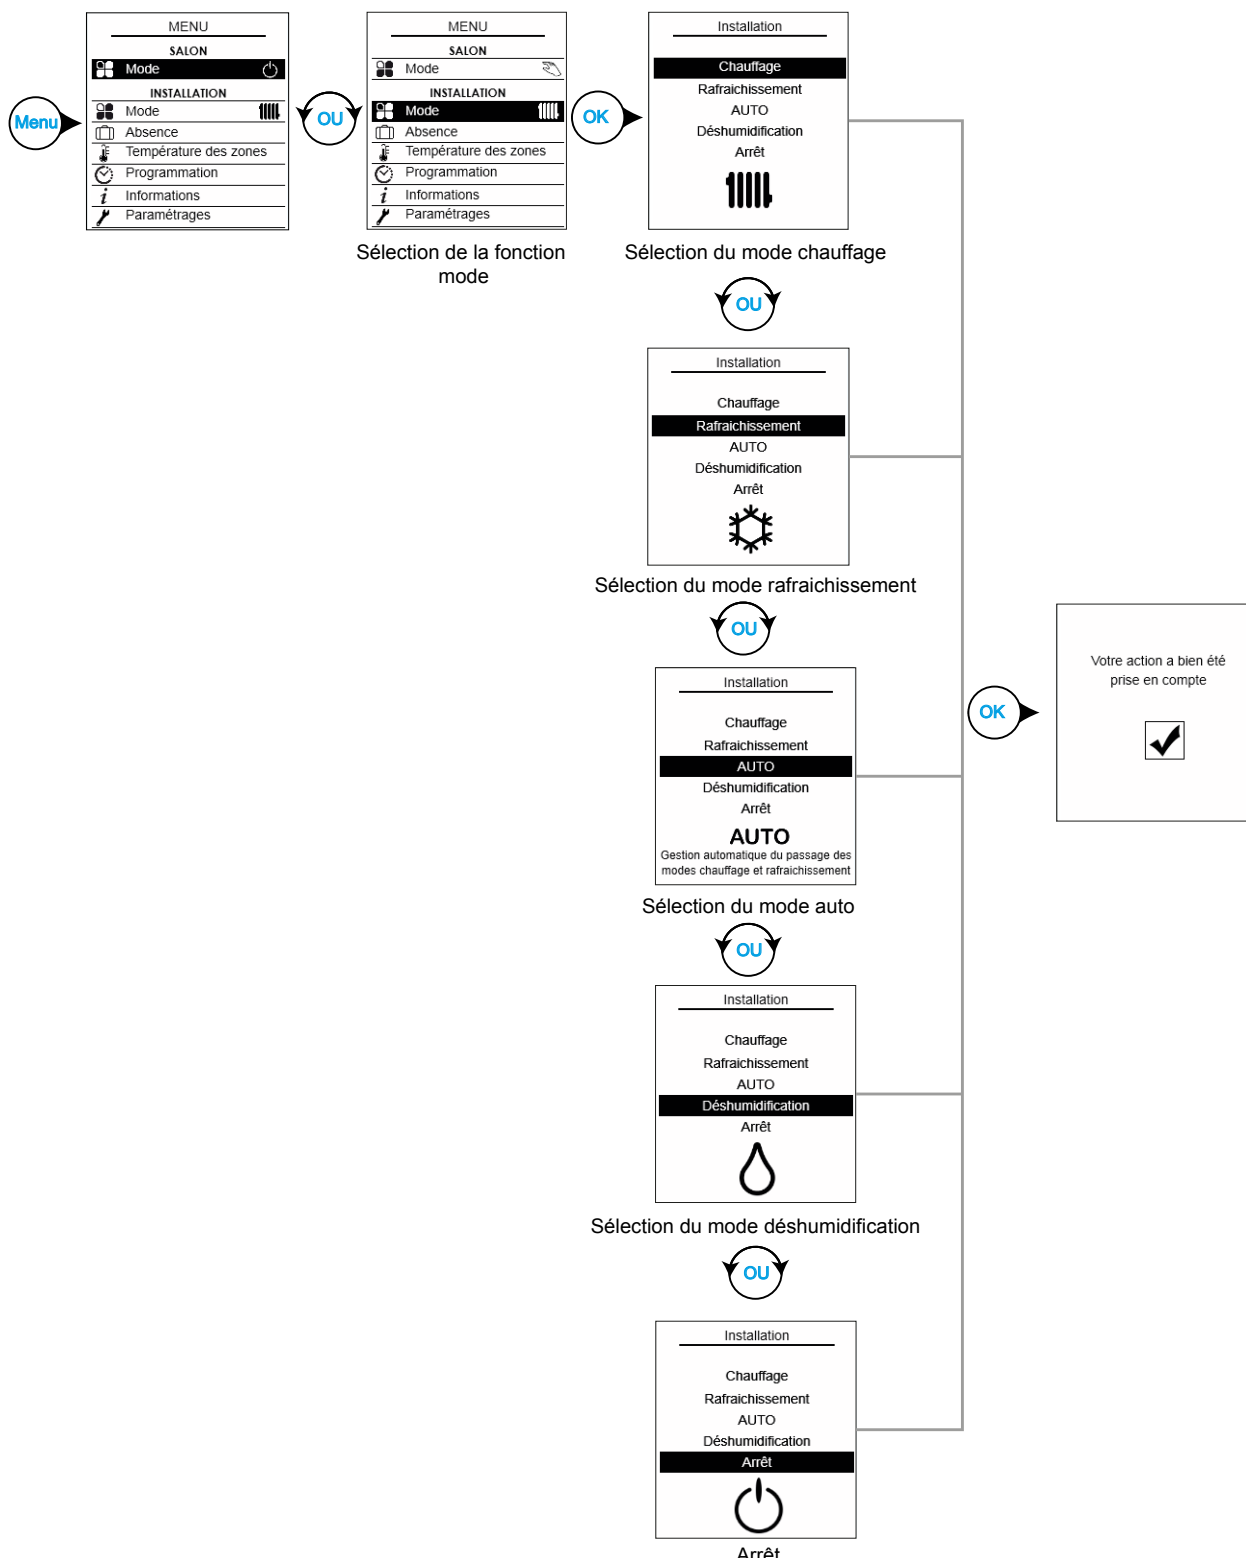 Menu
MENU
SALON
Mode
INSTALLATION
Mode
Absence
Température des zones
Programmation
Informations
Paramétrages
OU
MENU
SALON
Mode
INSTALLATION
Mode
Absence
Température des zones
Programmation
Informations
Paramétrages
Sélection de la fonction
mode
OK
Installation
Chauffage
Rafraichissement
AUTO
Déshumidification
Arrêt
Sélection du mode chauffage
OU
Installation
Chauffage
Rafraichissement
AUTO
Déshumidification
Arrêt
Sélection du mode rafraichissement
OU
Installation
Chauffage
Rafraichissement
AUTO
Déshumidification
Arrêt
AUTO
Gestion automatique du passage des
modes chauffage et rafraichissement
Sélection du mode auto
OU
Installation
Chauffage
Rafraichissement
AUTO
Déshumidification
Arrêt
Sélection du mode déshumidification
OU
Installation
Chauffage
Rafraichissement
AUTO
Déshumidification
Arrêt
Arrêt
OK
Votre action a bien été
prise en compte